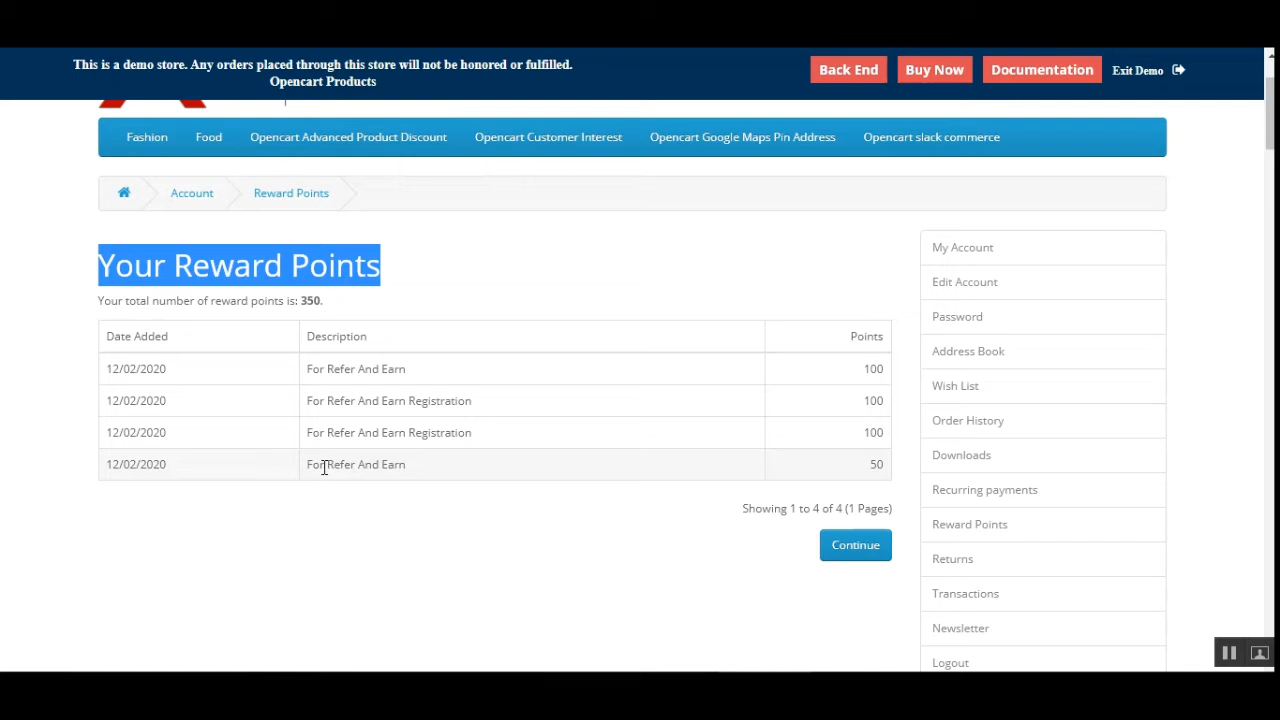 This is a demo store. Any orders placed through this store will not be honored or fulfilled.
Opencart Products
Back End
Buy Now
Documentation
Exit Demo
Fashion
Food
Opencart Advanced Product Discount
Opencart Customer Interest
Opencart Google Maps Pin Address
Opencart slack commerce
Account
Reward Points
Your Reward Points
Your total number of reward points is: 350.
Date Added Description Points
12/02/2020 For Refer And Earn 100
12/02/2020 For Refer And Earn Registration 100
12/02/2020 For Refer And Earn Registration 100
12/02/2020 For Refer And Earn 50
Showing 1 to 4 of 4 (1 Pages)
Continue
My Account
Edit Account
Password
Address Book
Wish List
Order History
Downloads
Recurring payments
Reward Points
Returns
Transactions
Newsletter
Logout